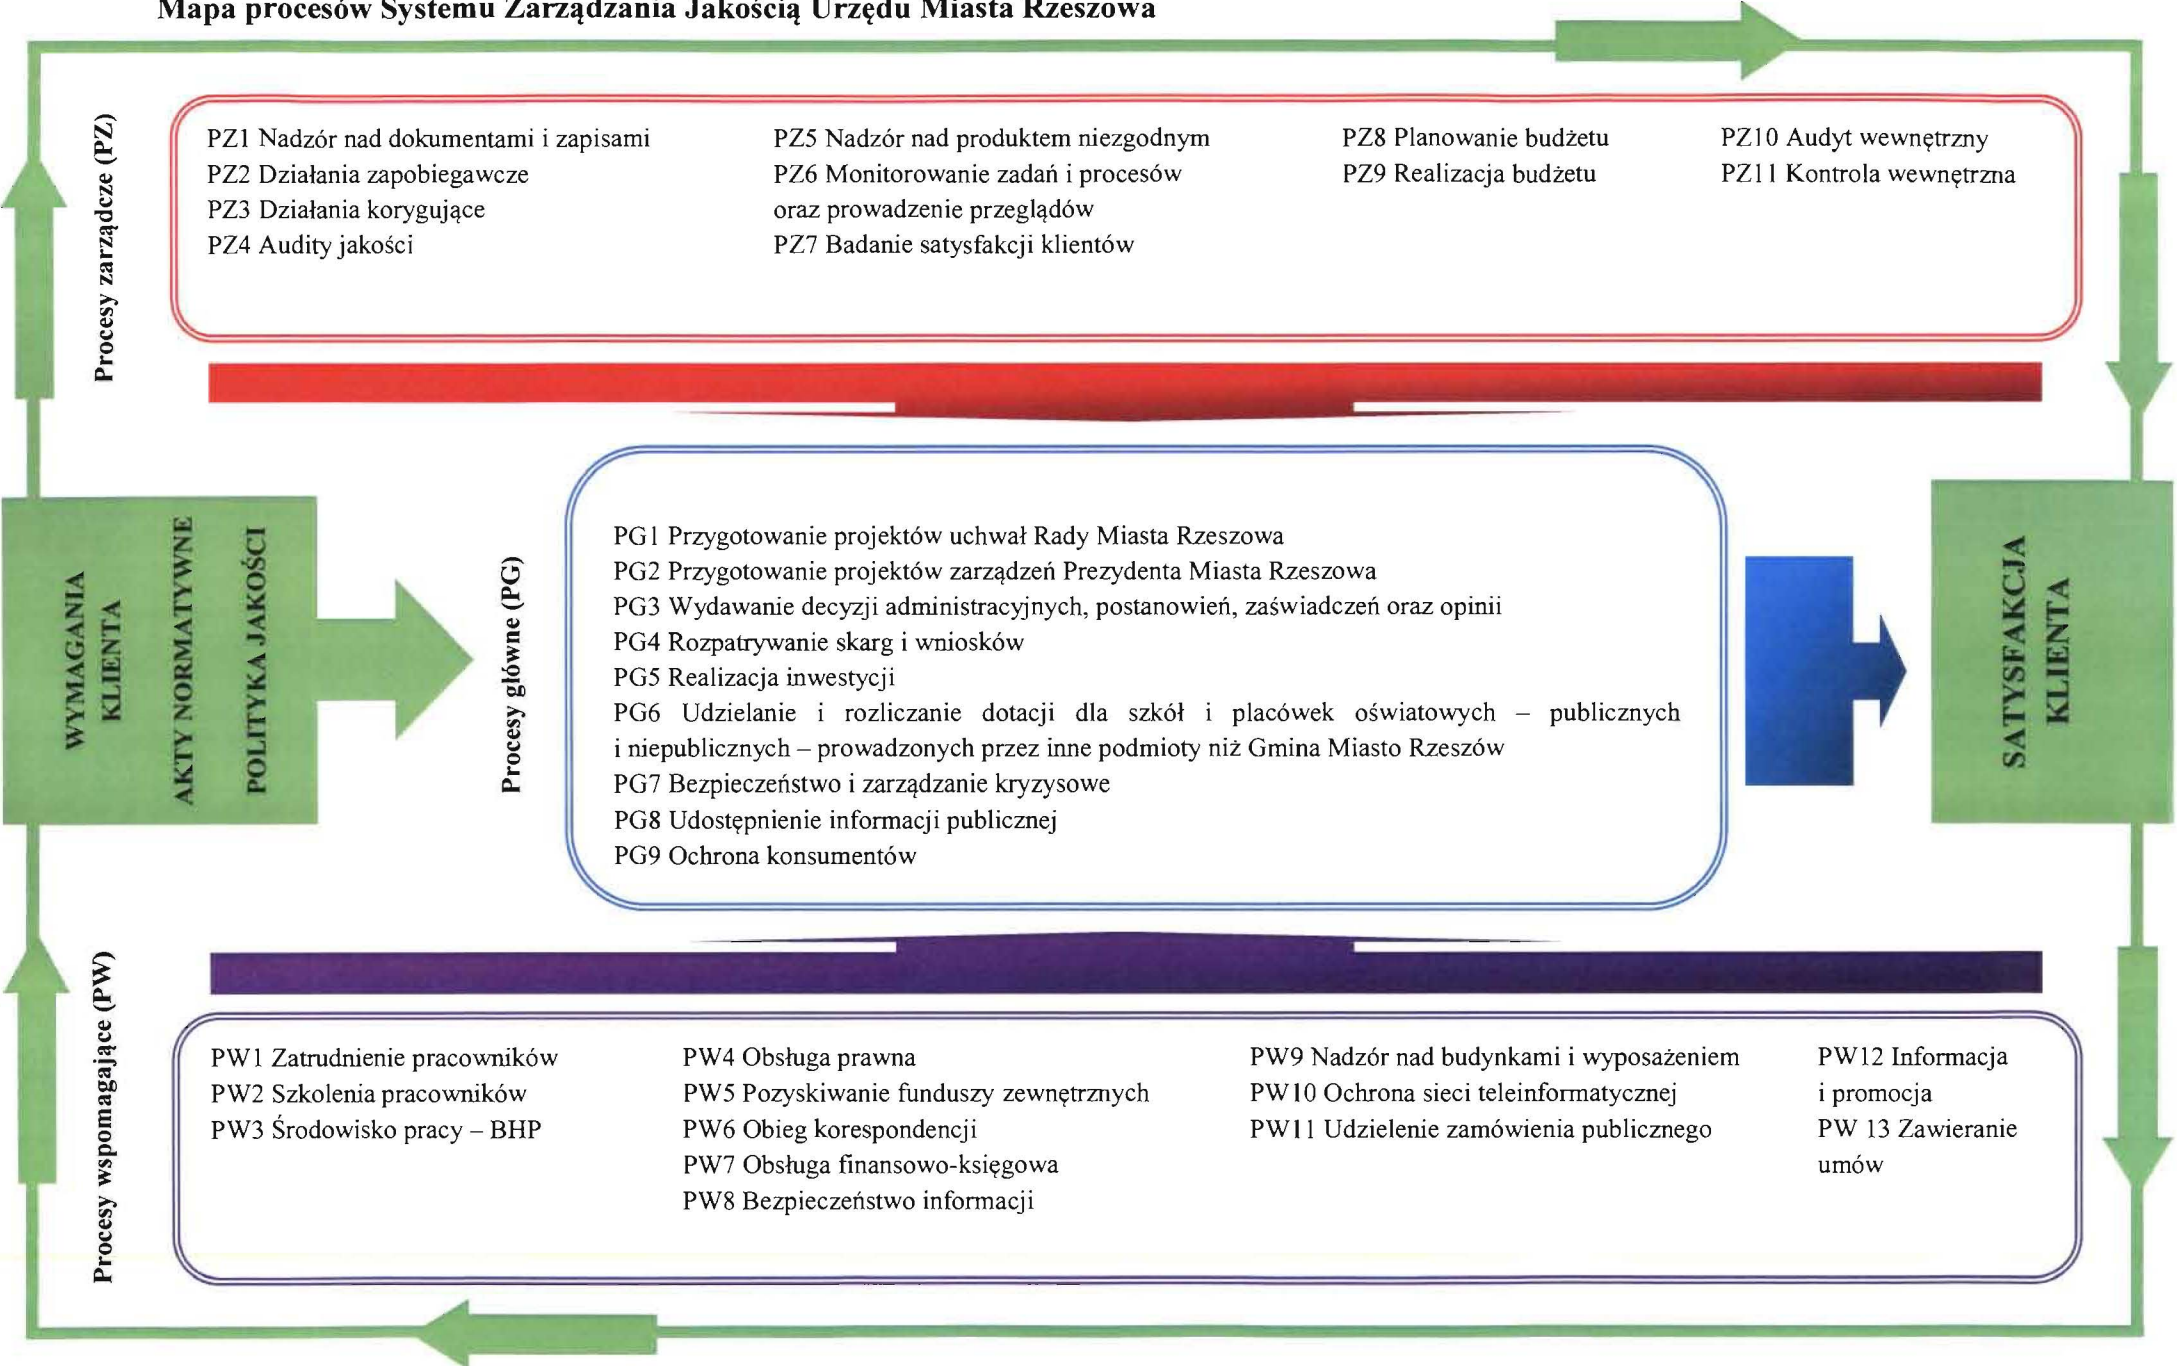 Mapa procesów Systemu Zarządzania Jakością Urzędu Miasta Rzeszowa
Procesy zarządcze (PZ)
PZ1 Nadzór nad dokumentami i zapisami
PZ2 Działania zapobiegawcze
PZ3 Działania korygujące
PZ4 Audity jakości
PZ5 Nadzór nad produktem niezgodnym
PZ6 Monitorowanie zadań i procesów
oraz prowadzenie przeglądów
PZ7 Badanie satysfakcji klientów
PZ8 Planowanie budżetu
PZ9 Realizacja budżetu
PZ10 Audyt wewnętrzny
PZ11 Kontrola wewnętrzna
WYMAGANIA
KLIENTA
AKTY NORMATYWNE
POLITYKA JAKOŚCI
Procesy główne (PG)
PG1 Przygotowanie projektów uchwał Rady Miasta Rzeszowa
PG2 Przygotowanie projektów zarządzeń Prezydenta Miasta Rzeszowa
PG3 Wydawanie decyzji administracyjnych, postanowień, zaświadczeń oraz opinii
PG4 Rozpatrywanie skarg i wniosków
PG5 Realizacja inwestycji
PG6 Udzielanie i rozliczanie dotacji dla szkół i placówek oświatowych – publicznych
i niepublicznych – prowadzonych przez inne podmioty niż Gmina Miasto Rzeszów
PG7 Bezpieczeństwo i zarządzanie kryzysowe
PG8 Udostępnienie informacji publicznej
PG9 Ochrona konsumentów
SATYSFAKCJA
KLIENTA
Procesy wspomagające (PW)
PW1 Zatrudnienie pracowników
PW2 Szkolenia pracowników
PW3 Środowisko pracy – BHP
PW4 Obsługa prawna
PW5 Pozyskiwanie funduszy zewnętrznych
PW6 Obieg korespondencji
PW7 Obsługa finansowo-księgowa
PW8 Bezpieczeństwo informacji
PW9 Nadzór nad budynkami i wyposażeniem
PW10 Ochrona sieci teleinformatycznej
PW11 Udzielenie zamówienia publicznego
PW12 Informacja
i promocja
PW 13 Zawieranie
umów